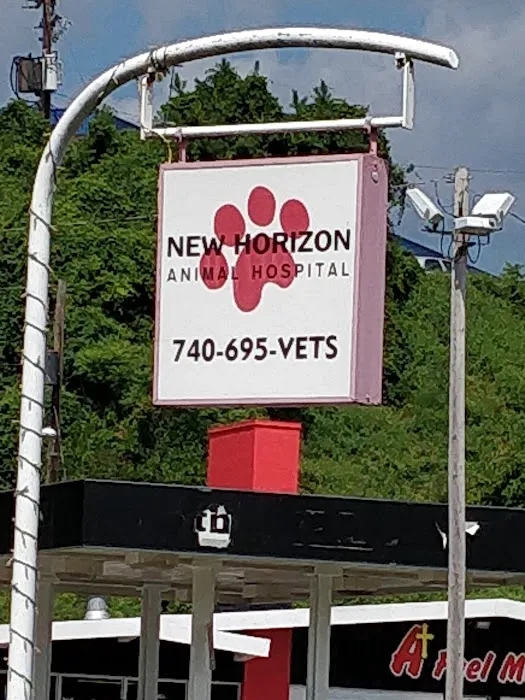 NEW HORIZON
ANIMAL HOSPITAL
740-695-VETS